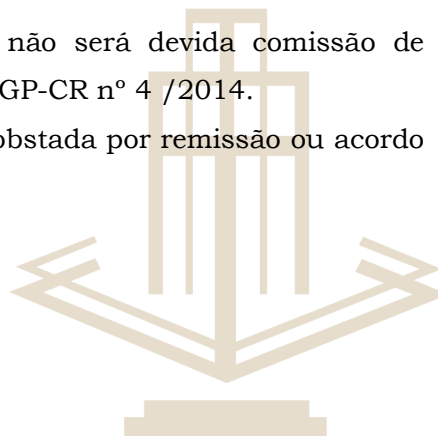 não será devida comissão de
GP-CR nº 4 /2014.
obstada por remissão ou acordo